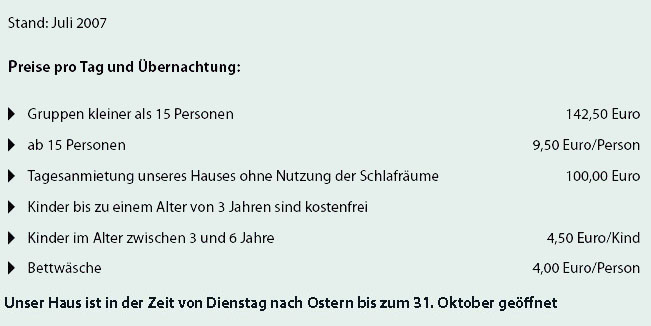 Stand: Juli 2007
Preise pro Tag und Übernachtung:
Gruppen kleiner als 15 Personen 142,50 Euro
ab 15 Personen 9,50 Euro/Person
Tagesanmietung unseres Hauses ohne Nutzung der Schlafräume 100,00 Euro
Kinder bis zu einem Alter von 3 Jahren sind kostenfrei
Kinder im Alter zwischen 3 und 6 Jahre 4,50 Euro/Kind
Bettwäsche 4,00 Euro/Person
Unser Haus ist in der Zeit von Dienstag nach Ostern bis zum 31. Oktober geöffnet